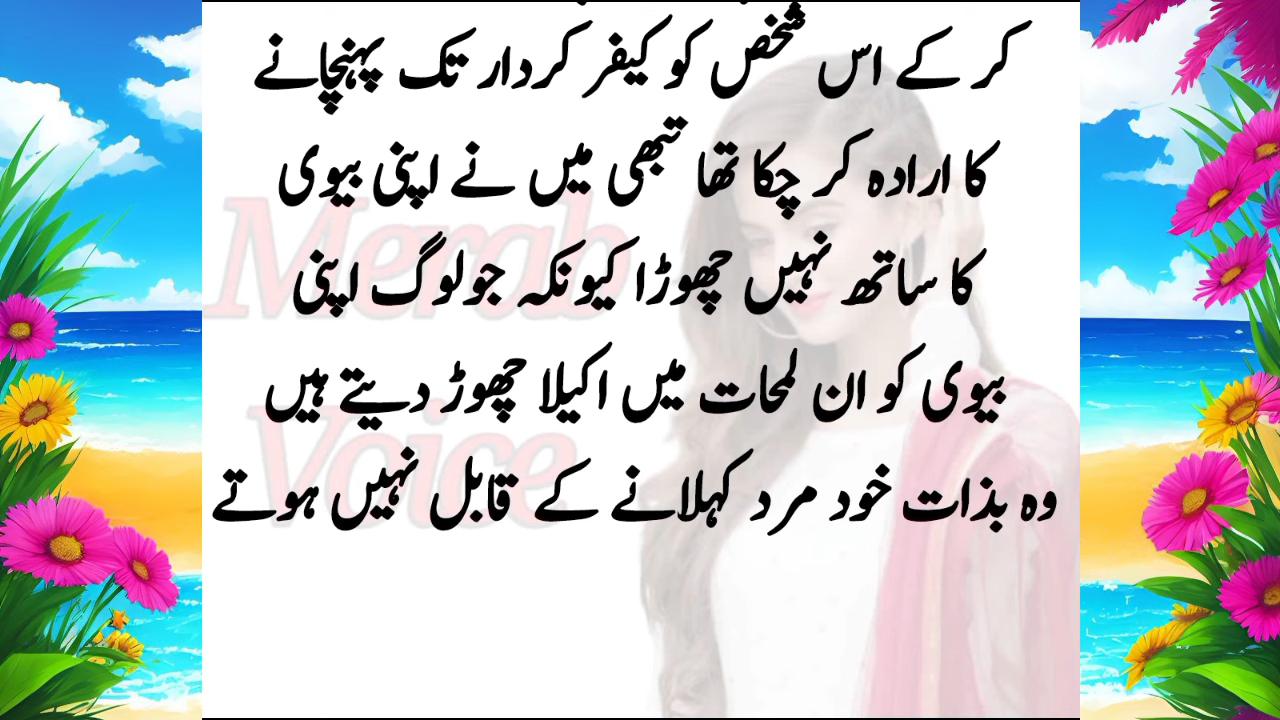 کر کے اس شخص کو کیفر کردار تک پہنچانے
کا ارادہ کر چکا تھا تبھی میں نے اپنی بیوی
کا ساتھ نہیں چھوڑا کیونکہ جولوگ اپنی
بیوی کو ان لمحات میں اکیلا چھوڑ دیتے ہیں
وہ بذات خود مرد کہلانے کے قابل نہیں ہوتے
Merab
Voice